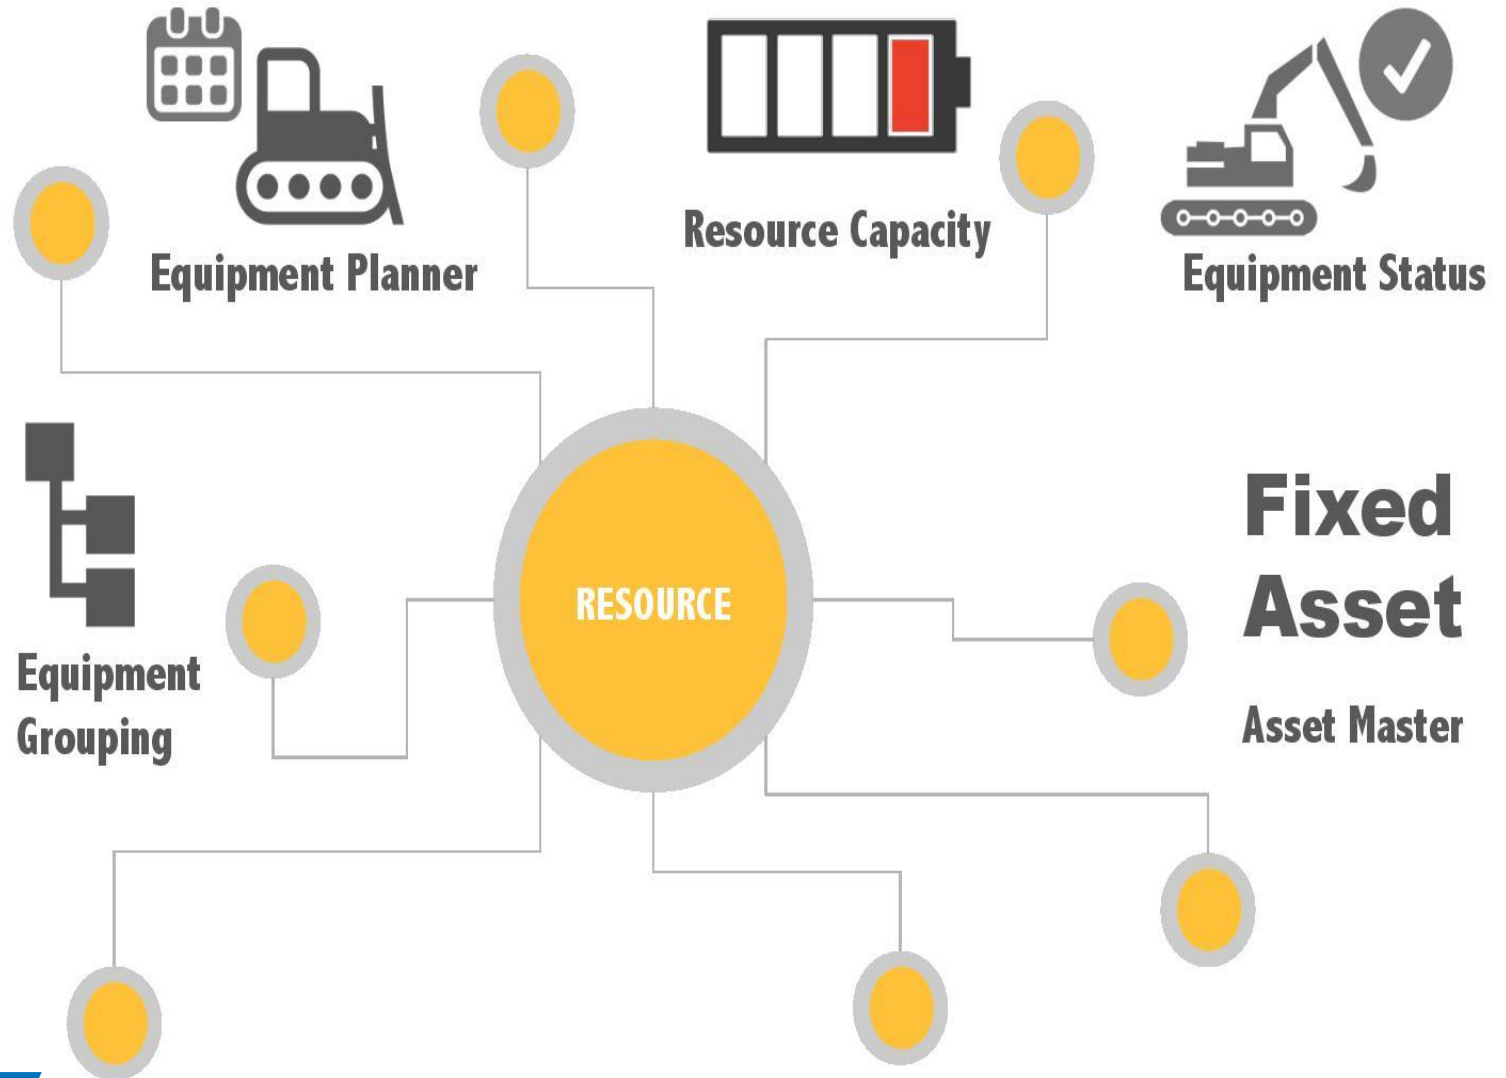 Equipment Planner
Resource Capacity
Equipment Status
Equipment
Grouping
RESOURCE
Fixed
Asset
Asset Master